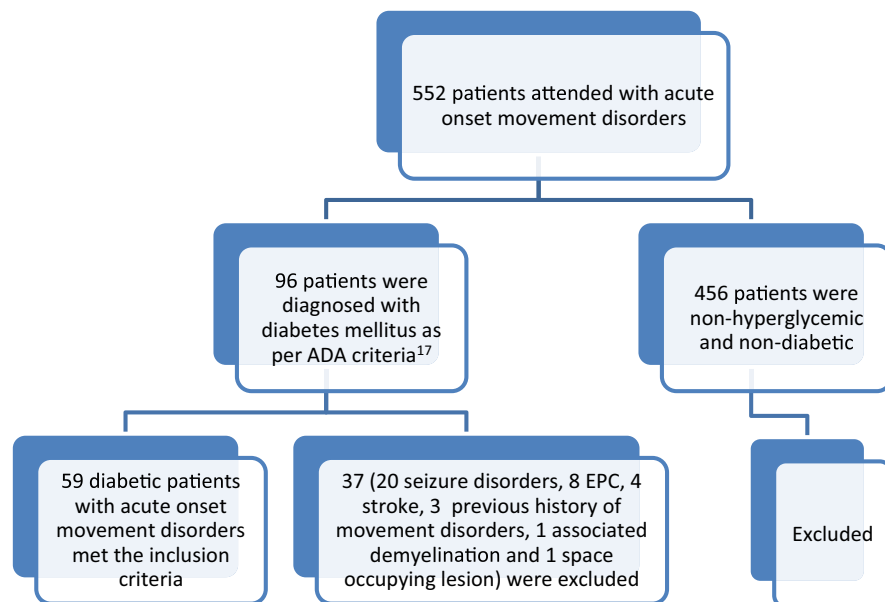 552 patients attended with acute
onset movement disorders
96 patients were
diagnosed with
diabetes mellitus as
per ADA criteria¹⁷
456 patients were
non-hyperglycemic
and non-diabetic
59 diabetic patients
with acute onset
movement disorders
met the inclusion
criteria
37 (20 seizure disorders, 8 EPC, 4
stroke, 3 previous history of
movement disorders, 1 associated
demyelination and 1 space
occupying lesion) were excluded
Excluded